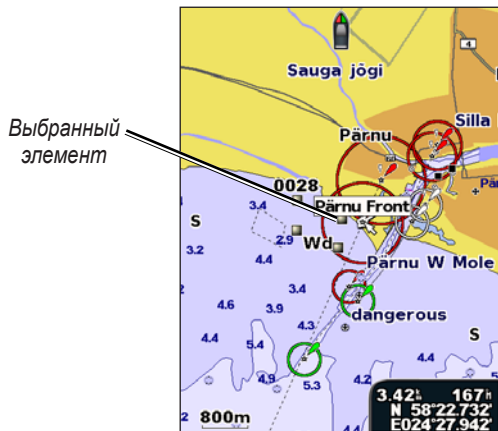 4
Sauga jõgi
Silla
Pärnu
Выбранный
элемент
0028
Pär
Pärnu Front
3.4
S
2.9
Wd
3.2
4.4
Pärnu W Mole
3.4
4.6
3.9
dangerous
4.3
S
4.4
5.4
4.4
4.9
5.3
4.2
3.42 167
800m
N 58°22.732'
E024°27.942'